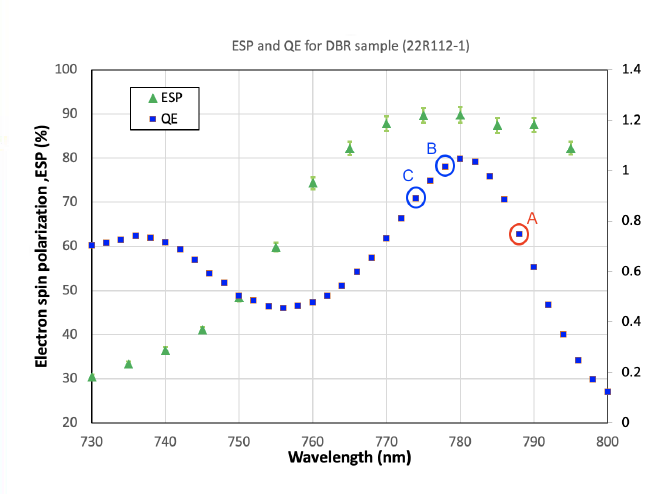 ESP and QE for DBR sample (22R112-1)
Electron spin polarization ,ESP (%)
100
90
80
70
60
50
40
30
20
1.4
1.2
1
0.8
0.6
0.4
0.2
0
ESP
QE
B
C
A
730 740 750 760 770 780 790 800
Wavelength (nm)